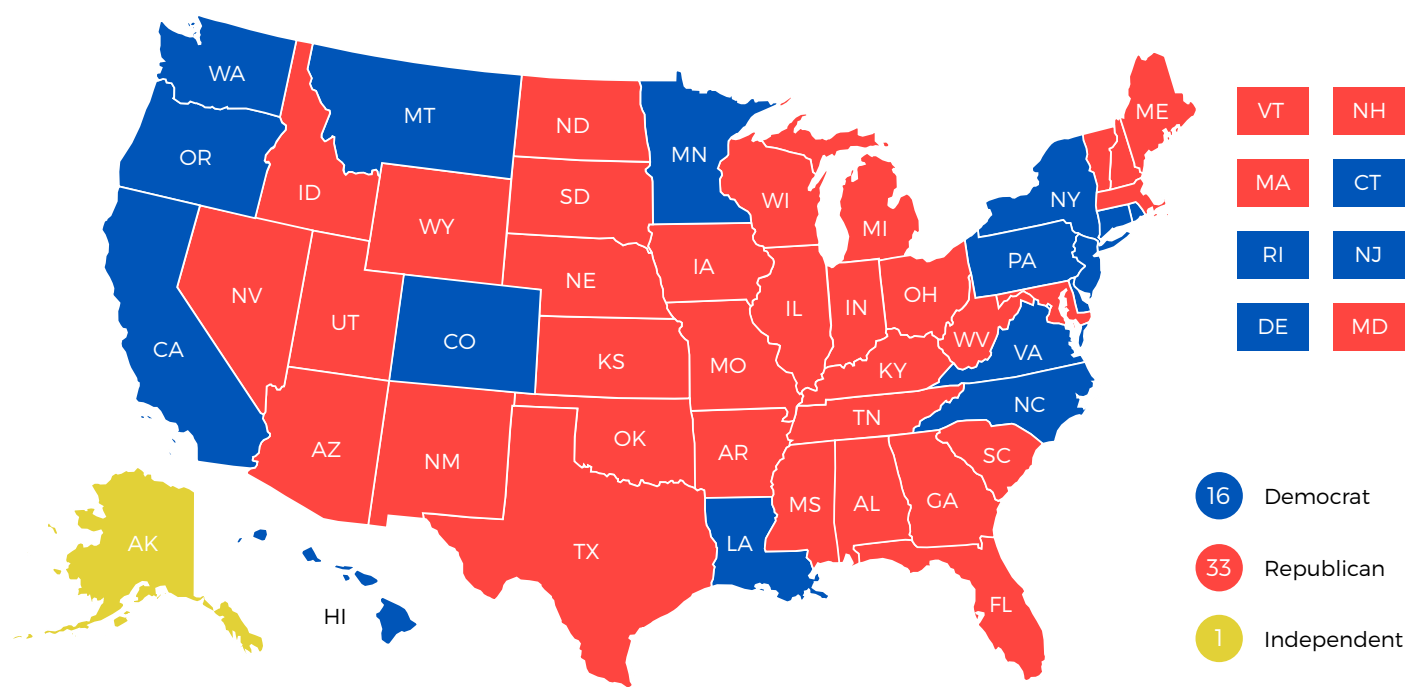 WA
MT
ND
ME
VT
NH
MN
OR
MA
CT
ID
SD
WI
NY
WY
MI
RI
NJ
PA
IA
NE
NV
OH
IL
IN
UT
DE
MD
CO
WV
CA
VA
KS
MO
KY
NC
TN
OK
AZ
AR
SC
NM
16 Democrat
MS
AL
GA
AK
TX
LA
33 Republican
FL
HI
1 Independent